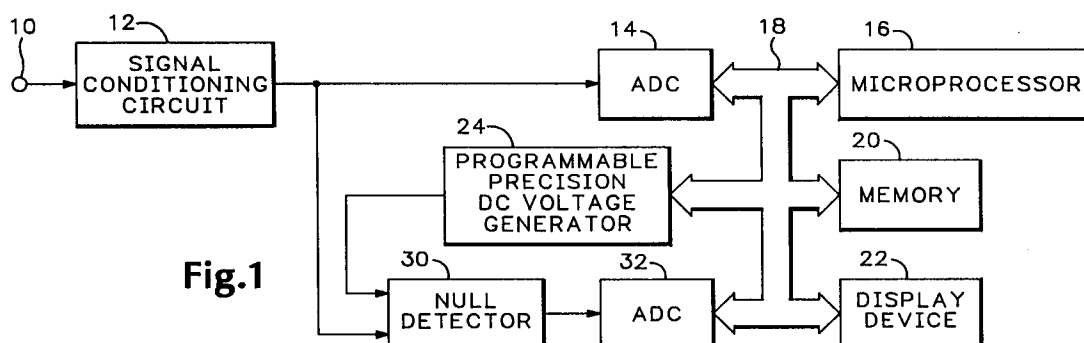 10
12
SIGNAL
CONDITIONING
CIRCUIT
14
ADC
18
16
MICROPROCESSOR
24
PROGRAMMABLE
PRECISION
DC VOLTAGE
GENERATOR
20
MEMORY
Fig.1
30
NULL
DETECTOR
32
ADC
22
DISPLAY
DEVICE